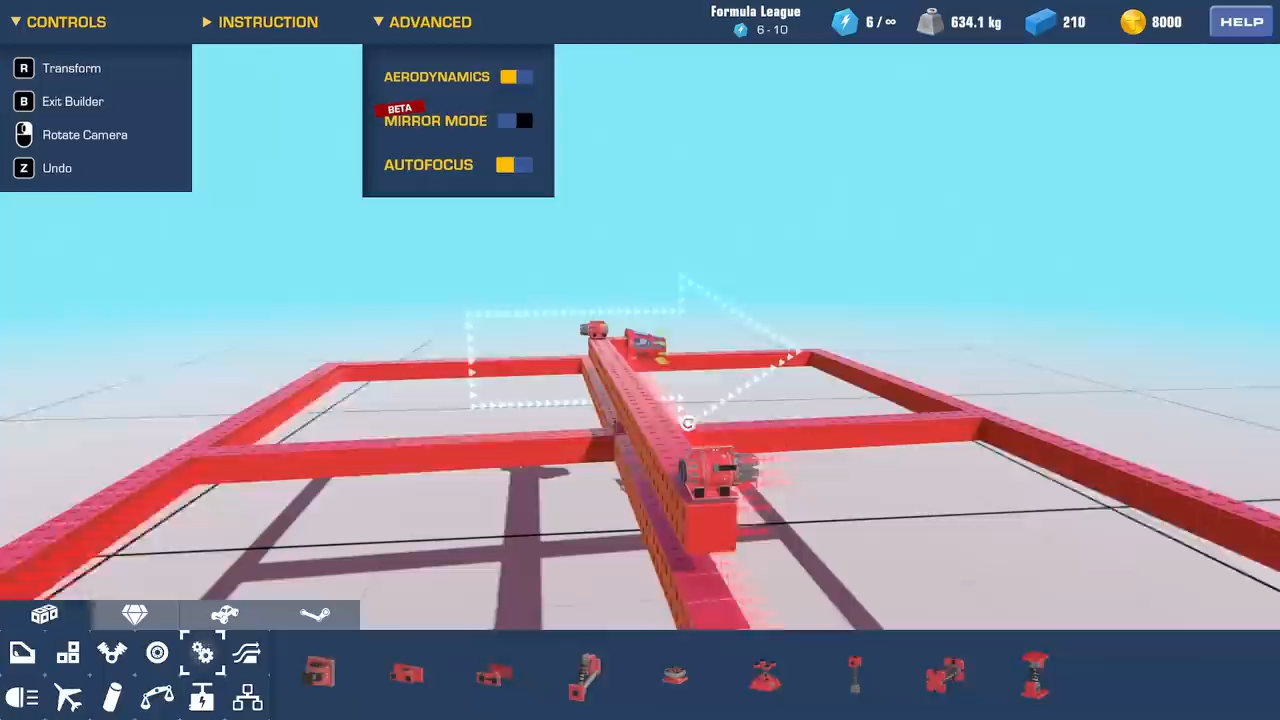 CONTROLS
INSTRUCTION
ADVANCED
Formula League
6 - 10
6 / ∞
634.1 kg
210
8000
HELP
R Transform
B Exit Builder
Rotate Camera
Z Undo
AERODYNAMICS
BETA
MIRROR MODE
AUTOFOCUS